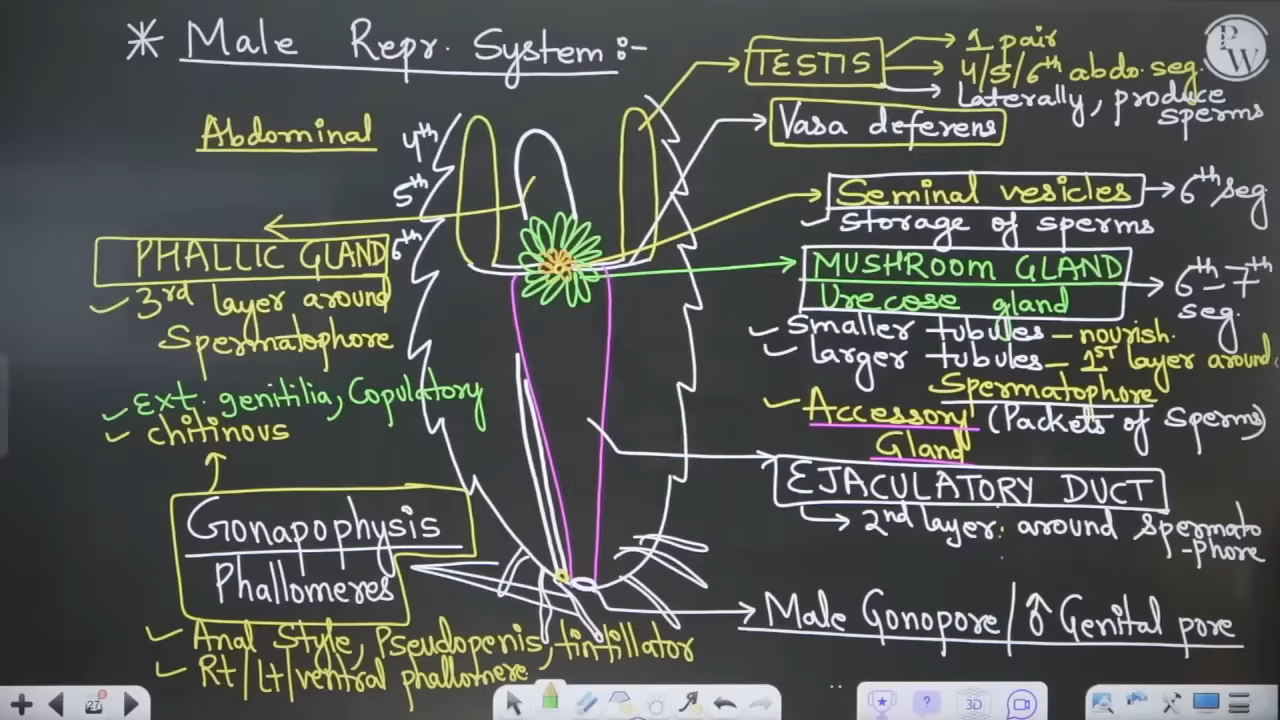 * Male Repr. System:-
PW
TESTIS
1 pair
4/5/6th abdo. seg.
Laterally, produce
sperms
Vasa deferens
Abdominal
4th
5th
6th
Seminal vesicles → 6th seg
Storage of sperms
PHALLIC GLAND
✓ 3rd layer around
Spermatophore
MUSHROOM GLAND
Urecose gland
6th-7th
seg.
✓ Smaller tubules – nourish.
✓ larger tubules – 1st layer around
Spermatophore
✓ Accessory (Packets of Sperms)
Gland
✓ Ext. genitilia, Copulatory
✓ chitinous
EJACULATORY DUCT
→ 2nd layer around spermato
-phore
Gonapophysis
Phallomeres
Male Gonopore/♂ Genital pore
✓ Anal Style, Pseudopenis, tintillator
✓ Rt/Lt/ventral phallomere
27
3D